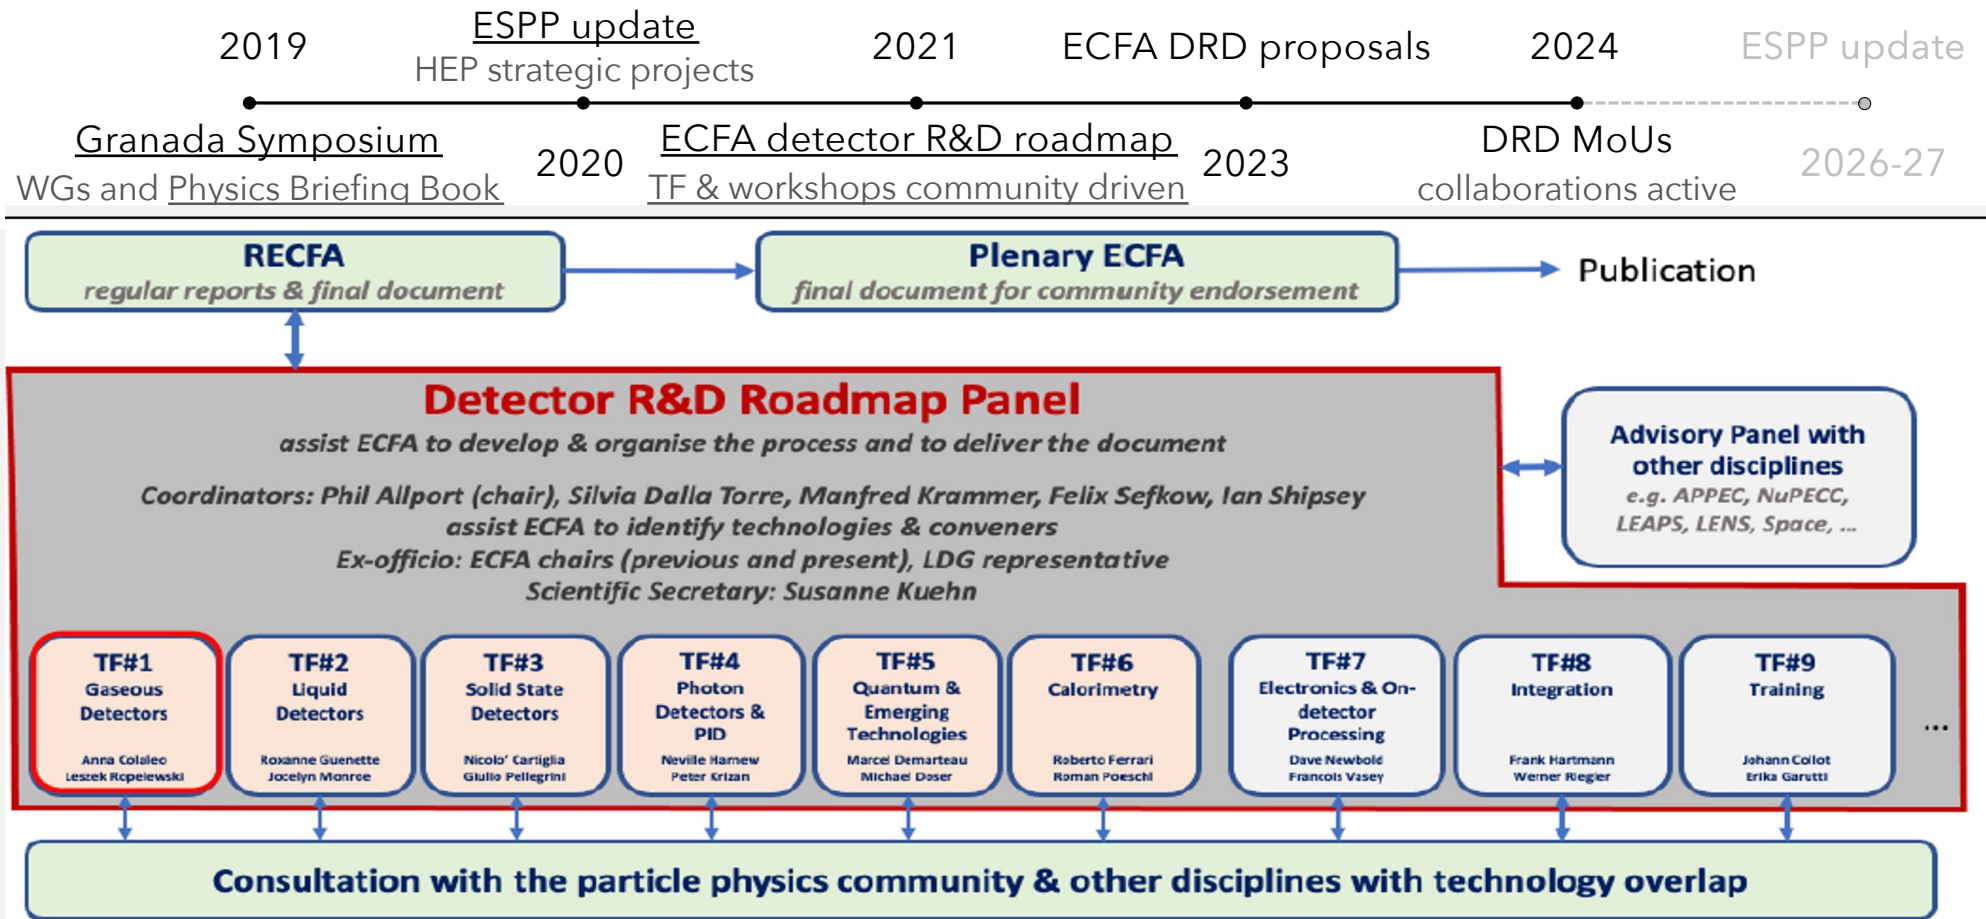 2019
ESPP update
HEP strategic projects
2021
ECFA DRD proposals
2024
ESPP update
Granada Symposium
WGs and Physics Briefing Book
2020
ECFA detector R&D roadmap
TF & workshops community driven
2023
DRD MoUs
collaborations active
2026-27
RECFA
regular reports & final document
Plenary ECFA
final document for community endorsement
Publication
Detector R&D Roadmap Panel
assist ECFA to develop & organise the process and to deliver the document
Coordinators: Phil Allport (chair), Silvia Dalla Torre, Manfred Krammer, Felix Sefkow, Ian Shipsey
assist ECFA to identify technologies & conveners
Ex-officio: ECFA chairs (previous and present), LDG representative
Scientific Secretary: Susanne Kuehn
Advisory Panel with
other disciplines
e.g. APPEC, NuPECC,
LEAPS, LENS, Space, ...
TF#1
Gaseous
Detectors
Anna Colaleo
Leszek Ropelewski
TF#2
Liquid
Detectors
Roxanne Guenette
Jocelyn Monroe
TF#3
Solid State
Detectors
Nicolo' Cartiglia
Giulio Pellegrini
TF#4
Photon
Detectors &
PID
Neville Harnew
Peter Krizan
TF#5
Quantum &
Emerging
Technologies
Marcel Demarteau
Michael Doser
TF#6
Calorimetry
Roberto Ferrari
Roman Poeschl
TF#7
Electronics & On-
detector
Processing
Dave Newbold
Francois Vasey
TF#8
Integration
Frank Hartmann
Werner Riegler
TF#9
Training
Johann Collot
Erika Garutti
...
Consultation with the particle physics community & other disciplines with technology overlap